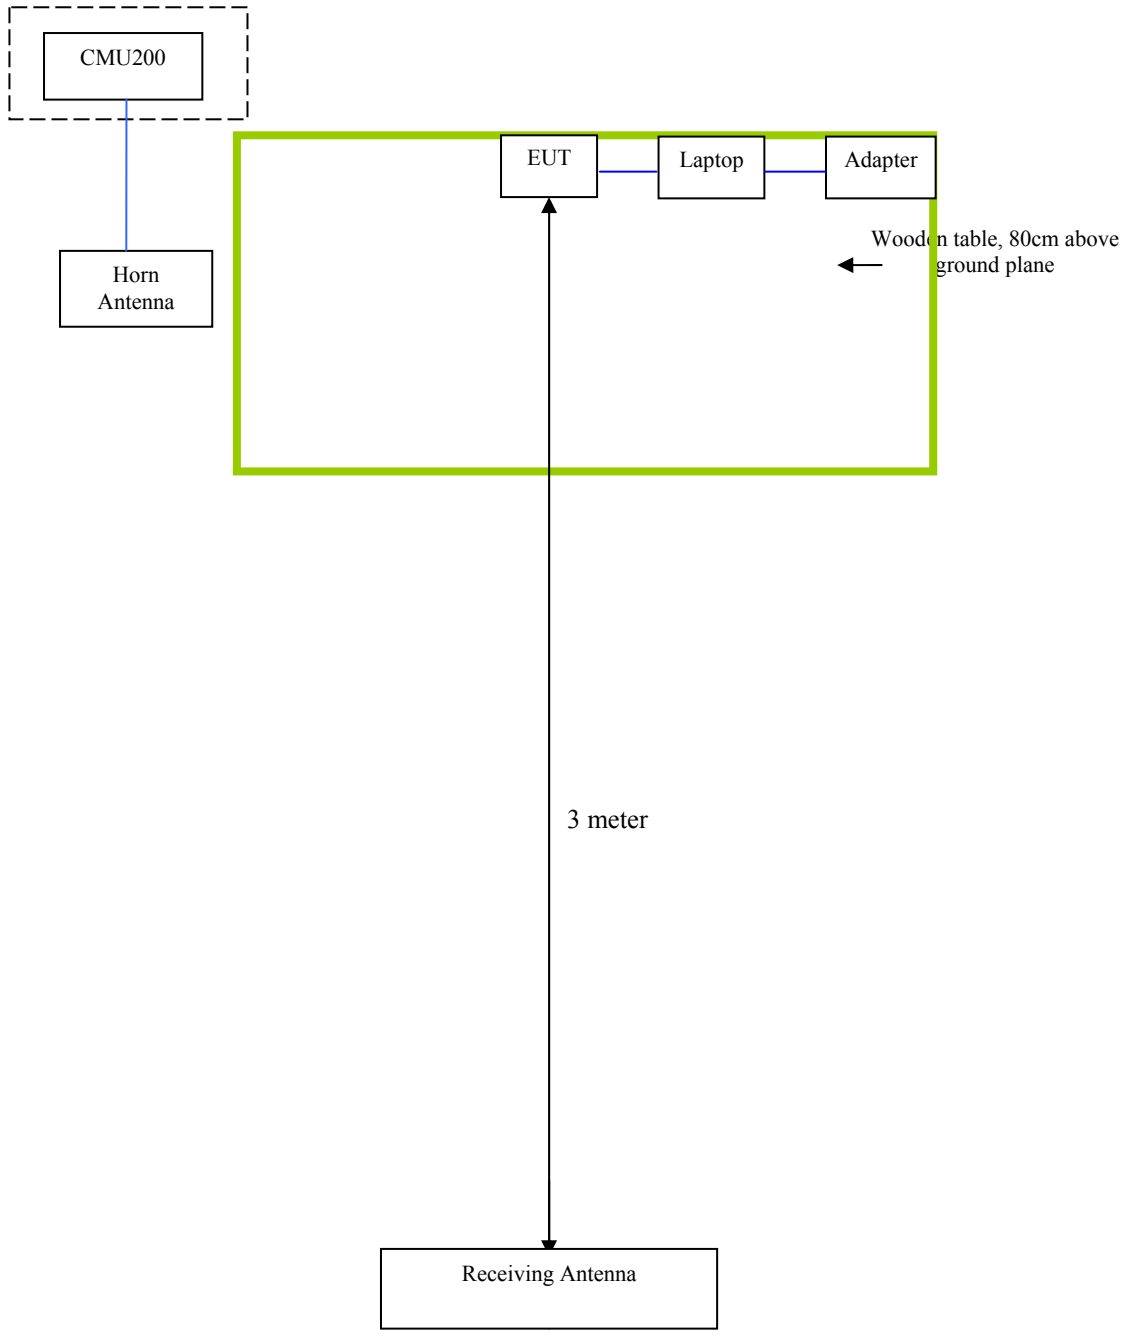 CMU200
EUT
Laptop
Adapter
Wooden table, 80cm above
ground plane
Horn
Antenna
3 meter
Receiving Antenna